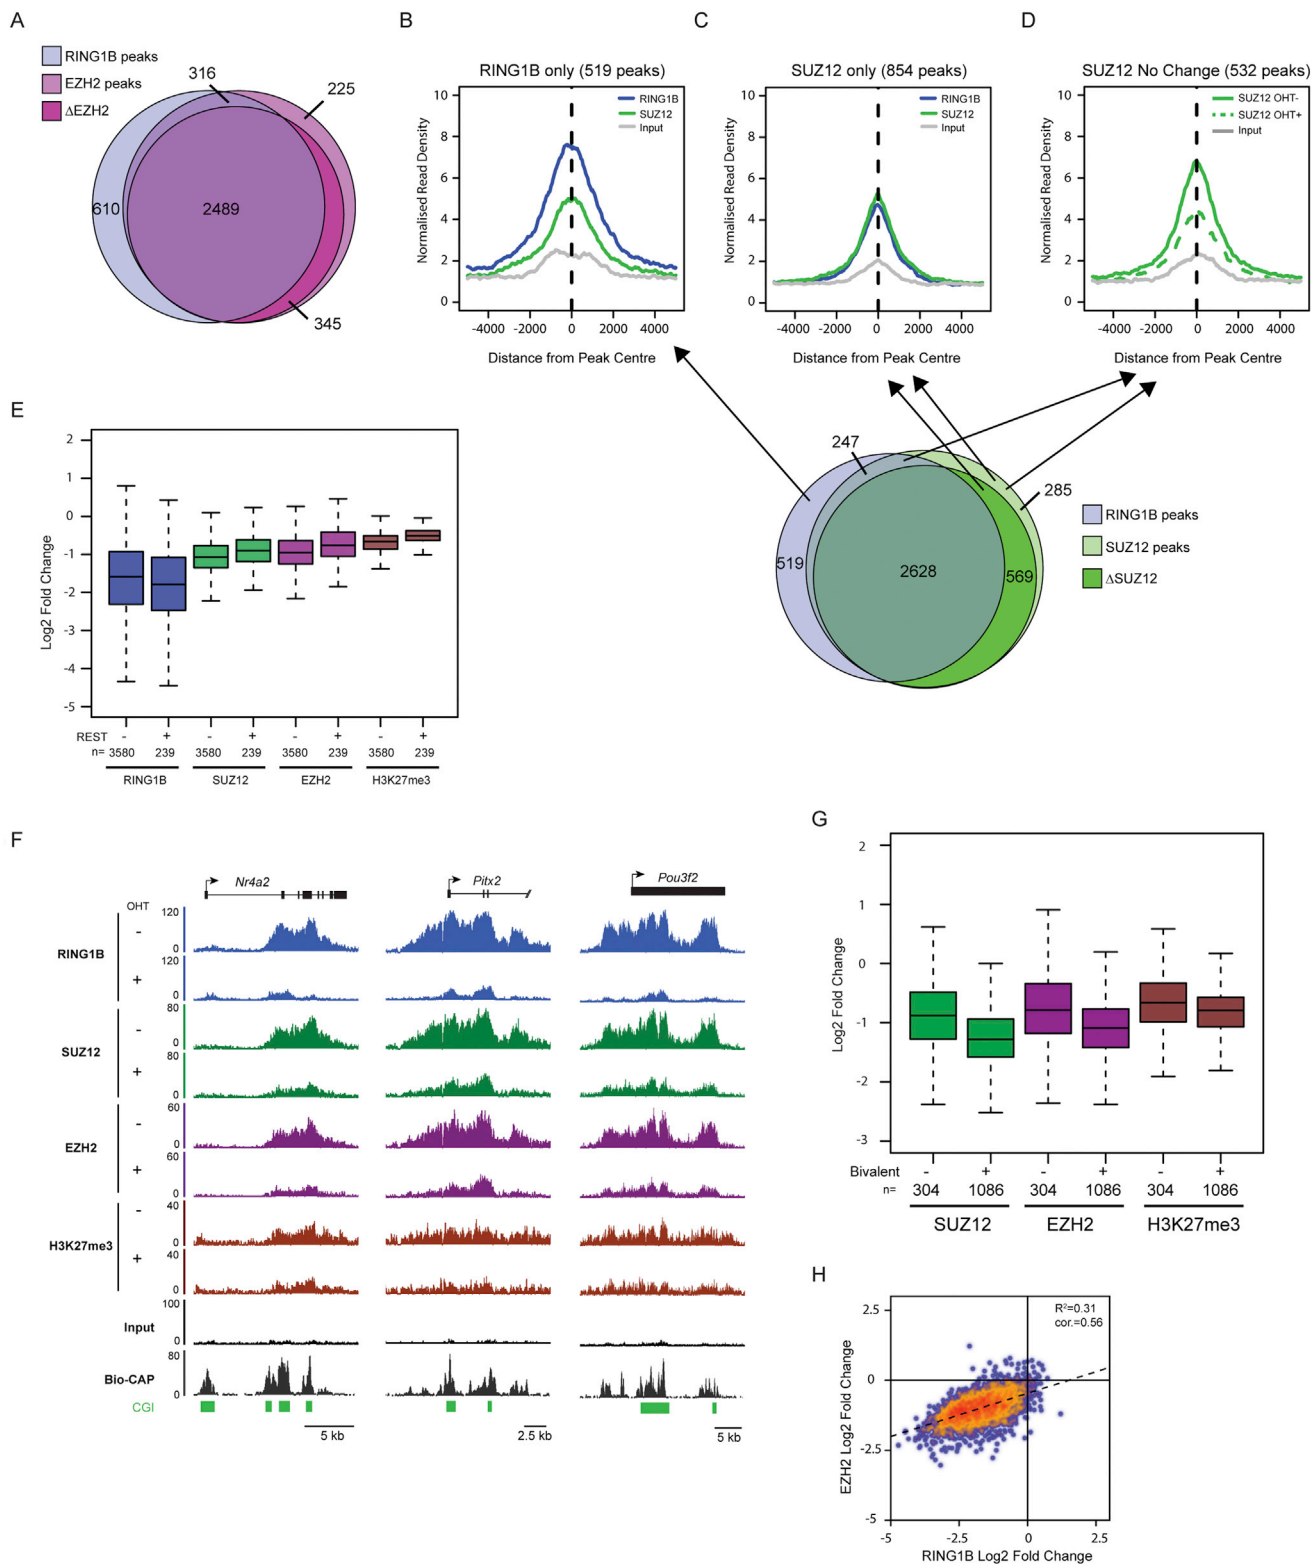 A
RING1B peaks
EZH2 peaks
ΔEZH2
316
225
610
2489
345
B
RING1B only (519 peaks)
Normalised Read Density
10
8
6
4
2
0
RING1B
SUZ12
Input
-4000 -2000 0 2000 4000
Distance from Peak Centre
C
SUZ12 only (854 peaks)
Normalised Read Density
10
8
6
4
2
0
RING1B
SUZ12
Input
-4000 -2000 0 2000 4000
Distance from Peak Centre
D
SUZ12 No Change (532 peaks)
Normalised Read Density
10
8
6
4
2
0
SUZ12 OHT-
SUZ12 OHT+
Input
-4000 -2000 0 2000 4000
Distance from Peak Centre
247
285
519
2628
569
RING1B peaks
SUZ12 peaks
ΔSUZ12
E
Log2 Fold Change
2
1
0
-1
-2
-3
-4
-5
REST - + - + - + - +
n= 3580 239 3580 239 3580 239 3580 239
RING1B SUZ12 EZH2 H3K27me3
F
Nr4a2 Pitx2 Pou3f2
OHT
RING1B
-
120
0
+
120
0
SUZ12
-
80
0
+
80
0
EZH2
-
60
0
+
60
0
H3K27me3
-
40
0
+
40
0
Input
100
0
Bio-CAP
80
0
CGI
5 kb 2.5 kb 5 kb
G
Log2 Fold Change
2
1
0
-1
-2
-3
Bivalent - + - + - +
n= 304 1086 304 1086 304 1086
SUZ12 EZH2 H3K27me3
H
EZH2 Log2 Fold Change
2.5
0
-2.5
-5
R²=0.31
cor.=0.56
-5 -2.5 0 2.5
RING1B Log2 Fold Change